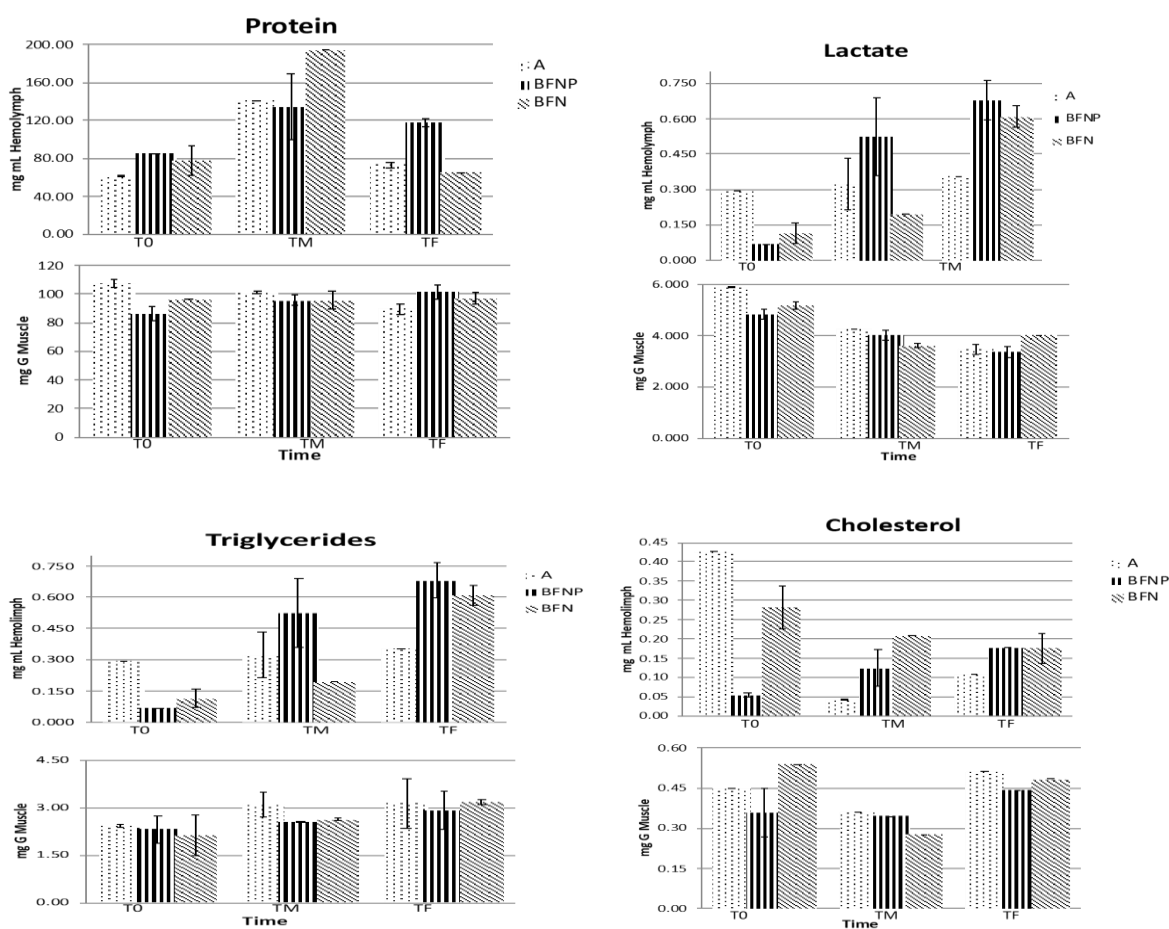 Protein
200.00
160.00
120.00
80.00
40.00
0.00
mg mL Hemolymph
A
BFNP
BFN
T0 TM TF
120
100
80
60
40
20
0
mg G Muscle
T0 TM TF
Time
Lactate
0.750
0.600
0.450
0.300
0.150
0.000
mg mL Hemolymph
A
BFNP
BFN
T0 TM
6.000
4.000
2.000
0.000
mg G Muscle
T0 TM TF
Time
Triglycerides
0.750
0.600
0.450
0.300
0.150
0.000
mg mL Hemolimph
A
BFNP
BFN
T0 TM TF
4.50
3.00
1.50
0.00
mg G Muscle
T0 TM TF
Time
Cholesterol
0.45
0.40
0.35
0.30
0.25
0.20
0.15
0.10
0.05
0.00
mg mL Hemolimph
A
BFNP
BFN
T0 TM TF
0.60
0.45
0.30
0.15
0.00
mg G Muscle
T0 TM TF
Time